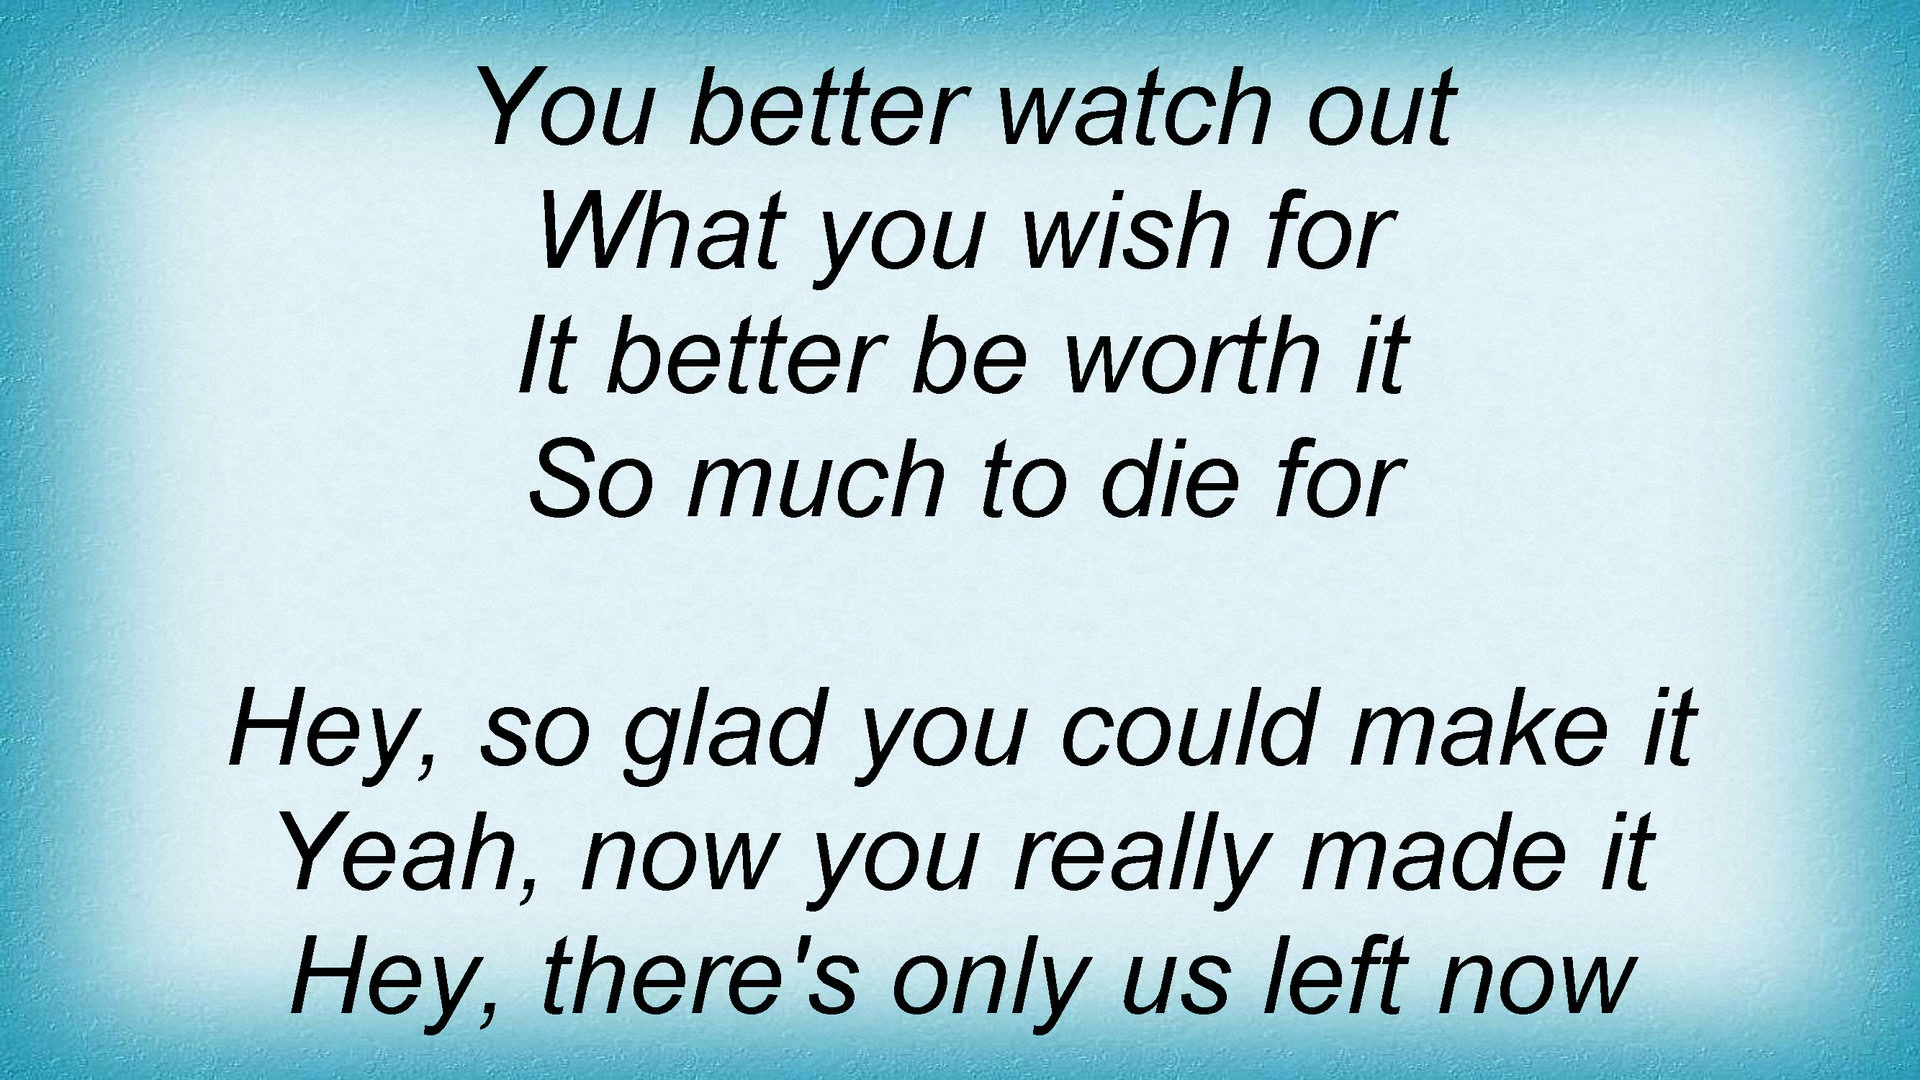 You better watch out
What you wish for
It better be worth it
So much to die for
Hey, so glad you could make it
Yeah, now you really made it
Hey, there's only us left now